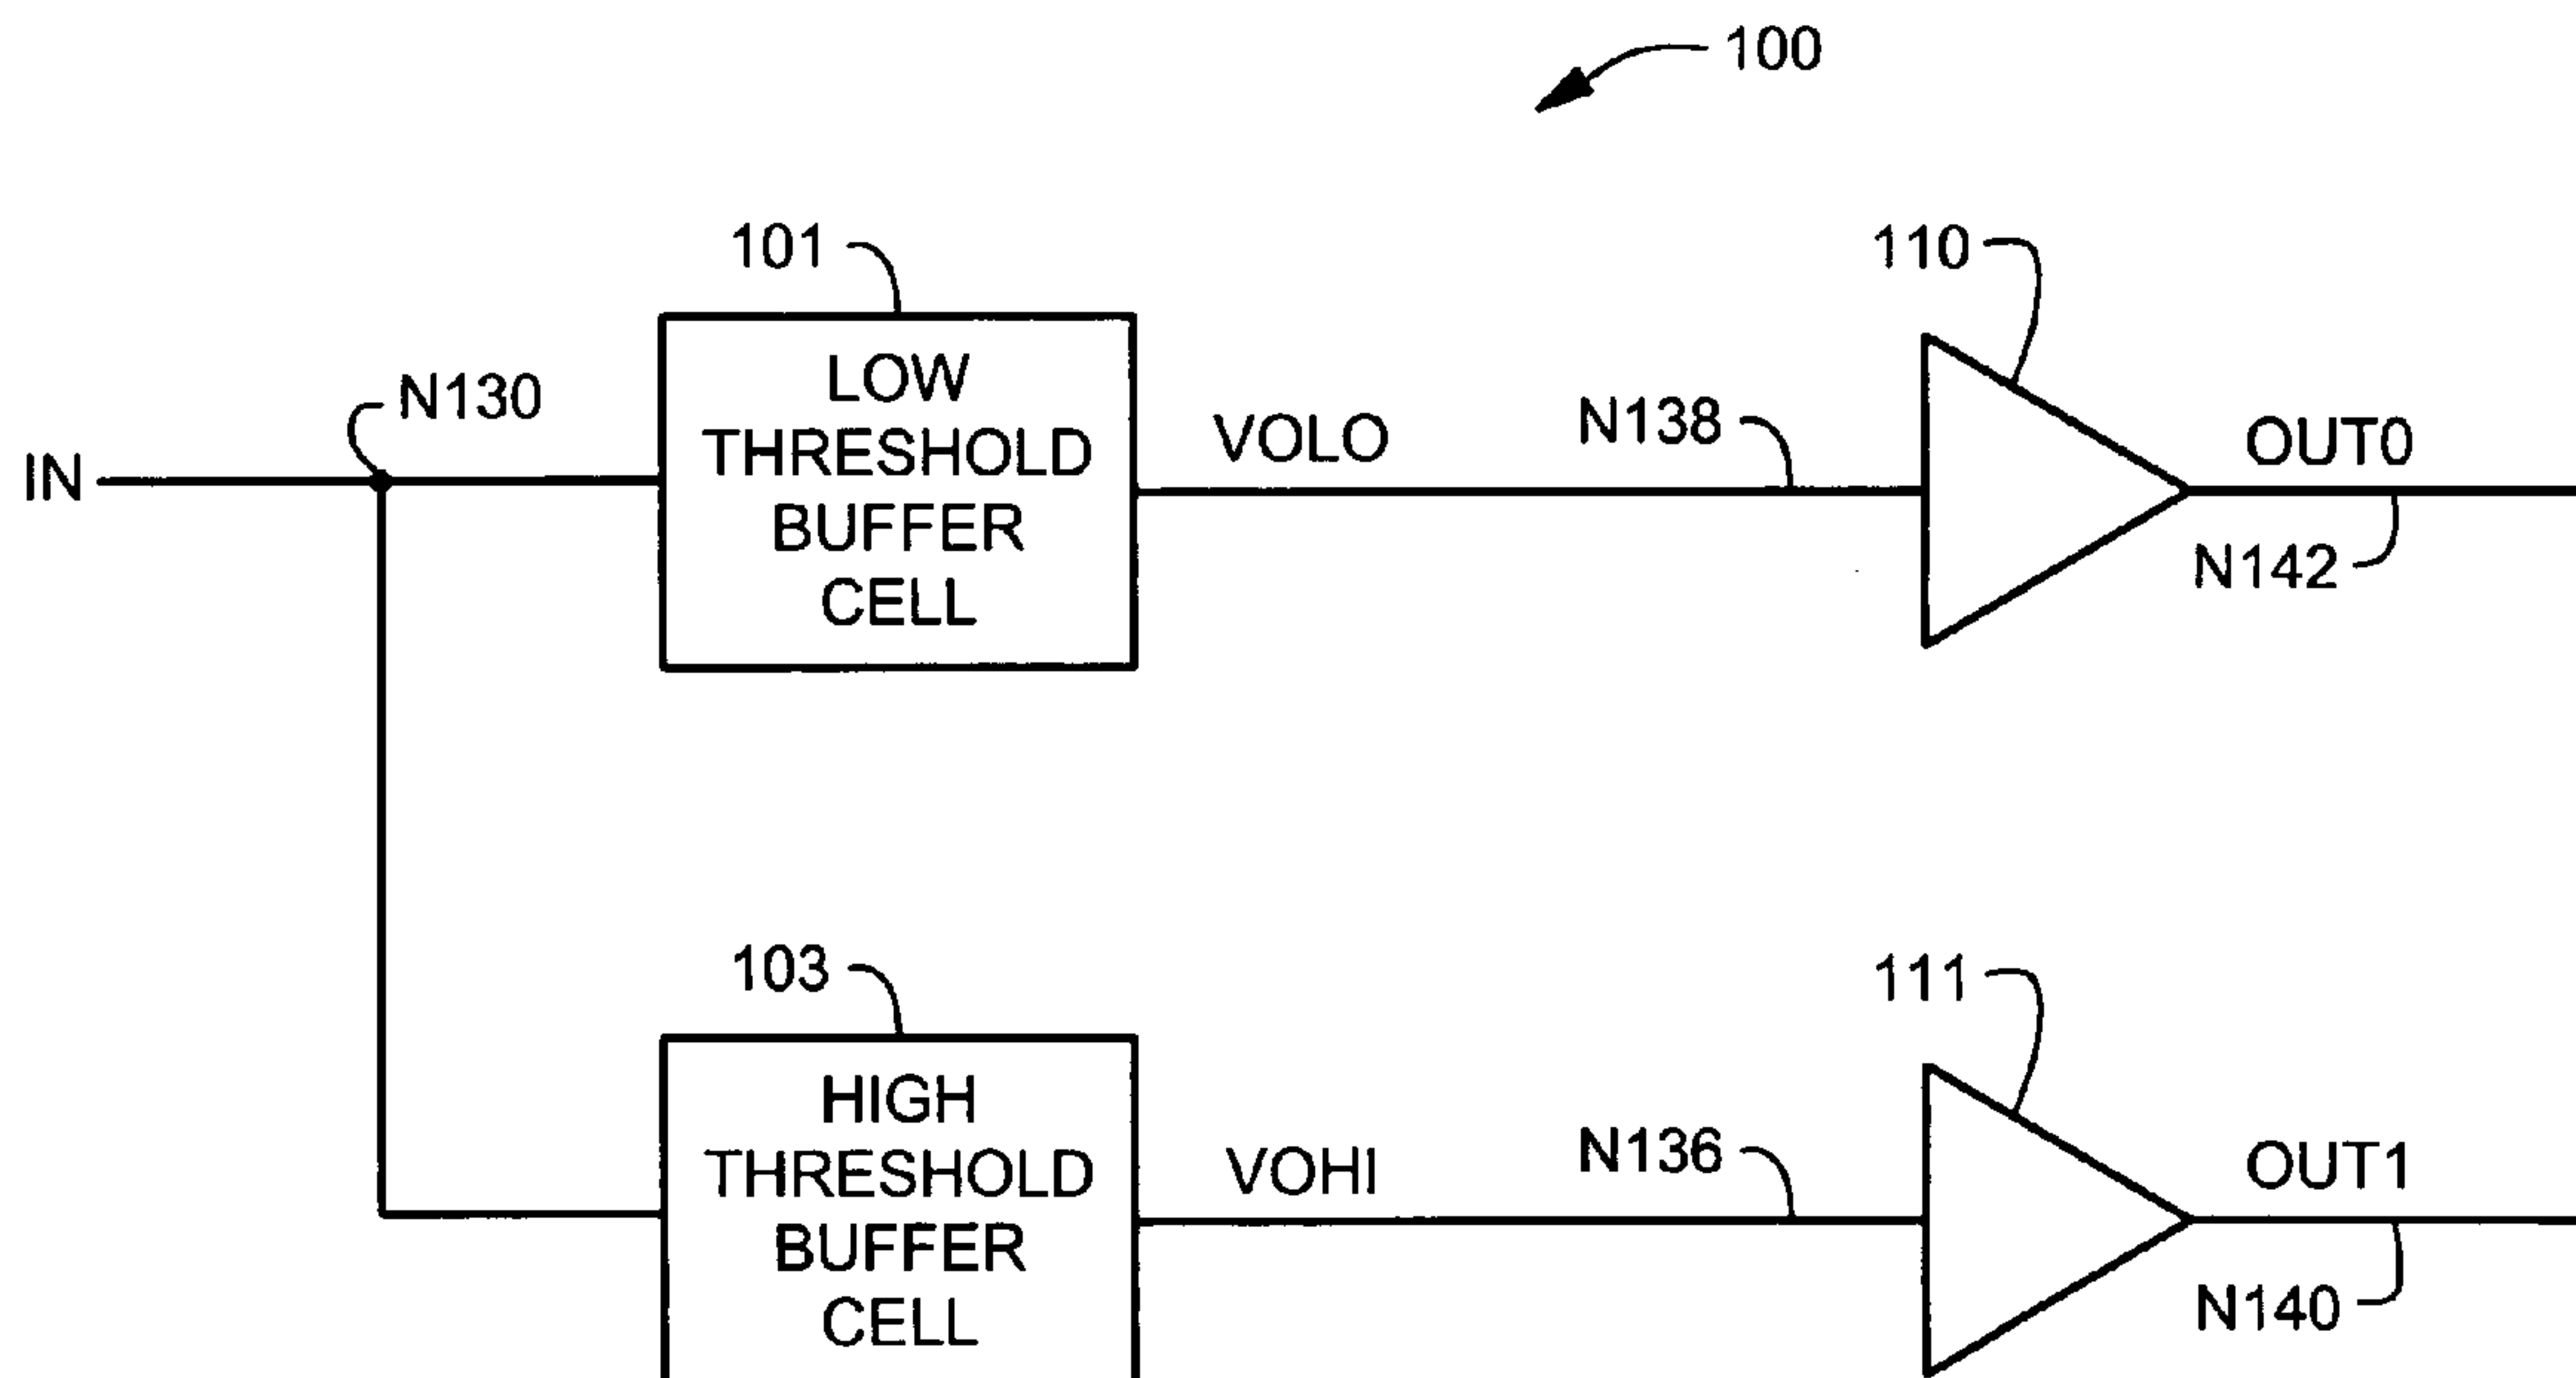 100
101
110
LOW
THRESHOLD
BUFFER
CELL
N130
IN
VOLO
N138
OUT0
N142
103
111
HIGH
THRESHOLD
BUFFER
CELL
VOHI
N136
OUT1
N140